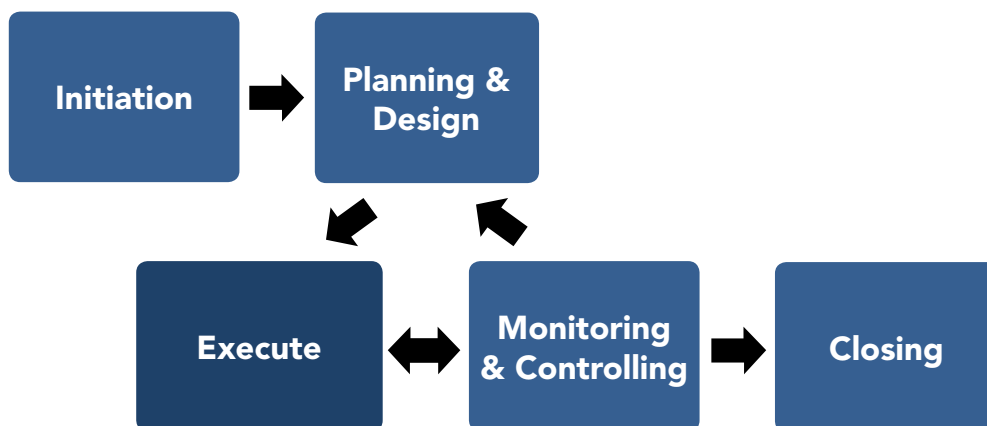 Initiation
Planning &
Design
Execute
Monitoring
& Controlling
Closing